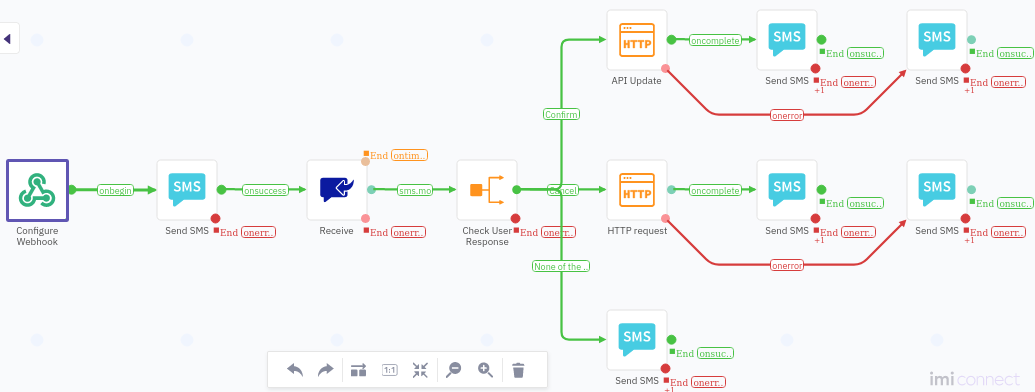 HTTP
API Update
oncomplete
SMS
Send SMS
End onsuc..
End onerr..
+1
SMS
Send SMS
End onsuc..
End onerr..
+1
onerror
Confirm
Configure
Webhook
onbegin
SMS
Send SMS
End onerr..
onsuccess
Receive
End ontim..
End onerr..
sms.mo
Check User
Response
End onerr..
Cancel
HTTP
HTTP request
oncomplete
SMS
Send SMS
End onsuc..
End onerr..
+1
SMS
Send SMS
End onsuc..
End onerr..
+1
onerror
None of the ..
SMS
Send SMS
End onsuc..
End onerr..
+1
1:1
imiconnect